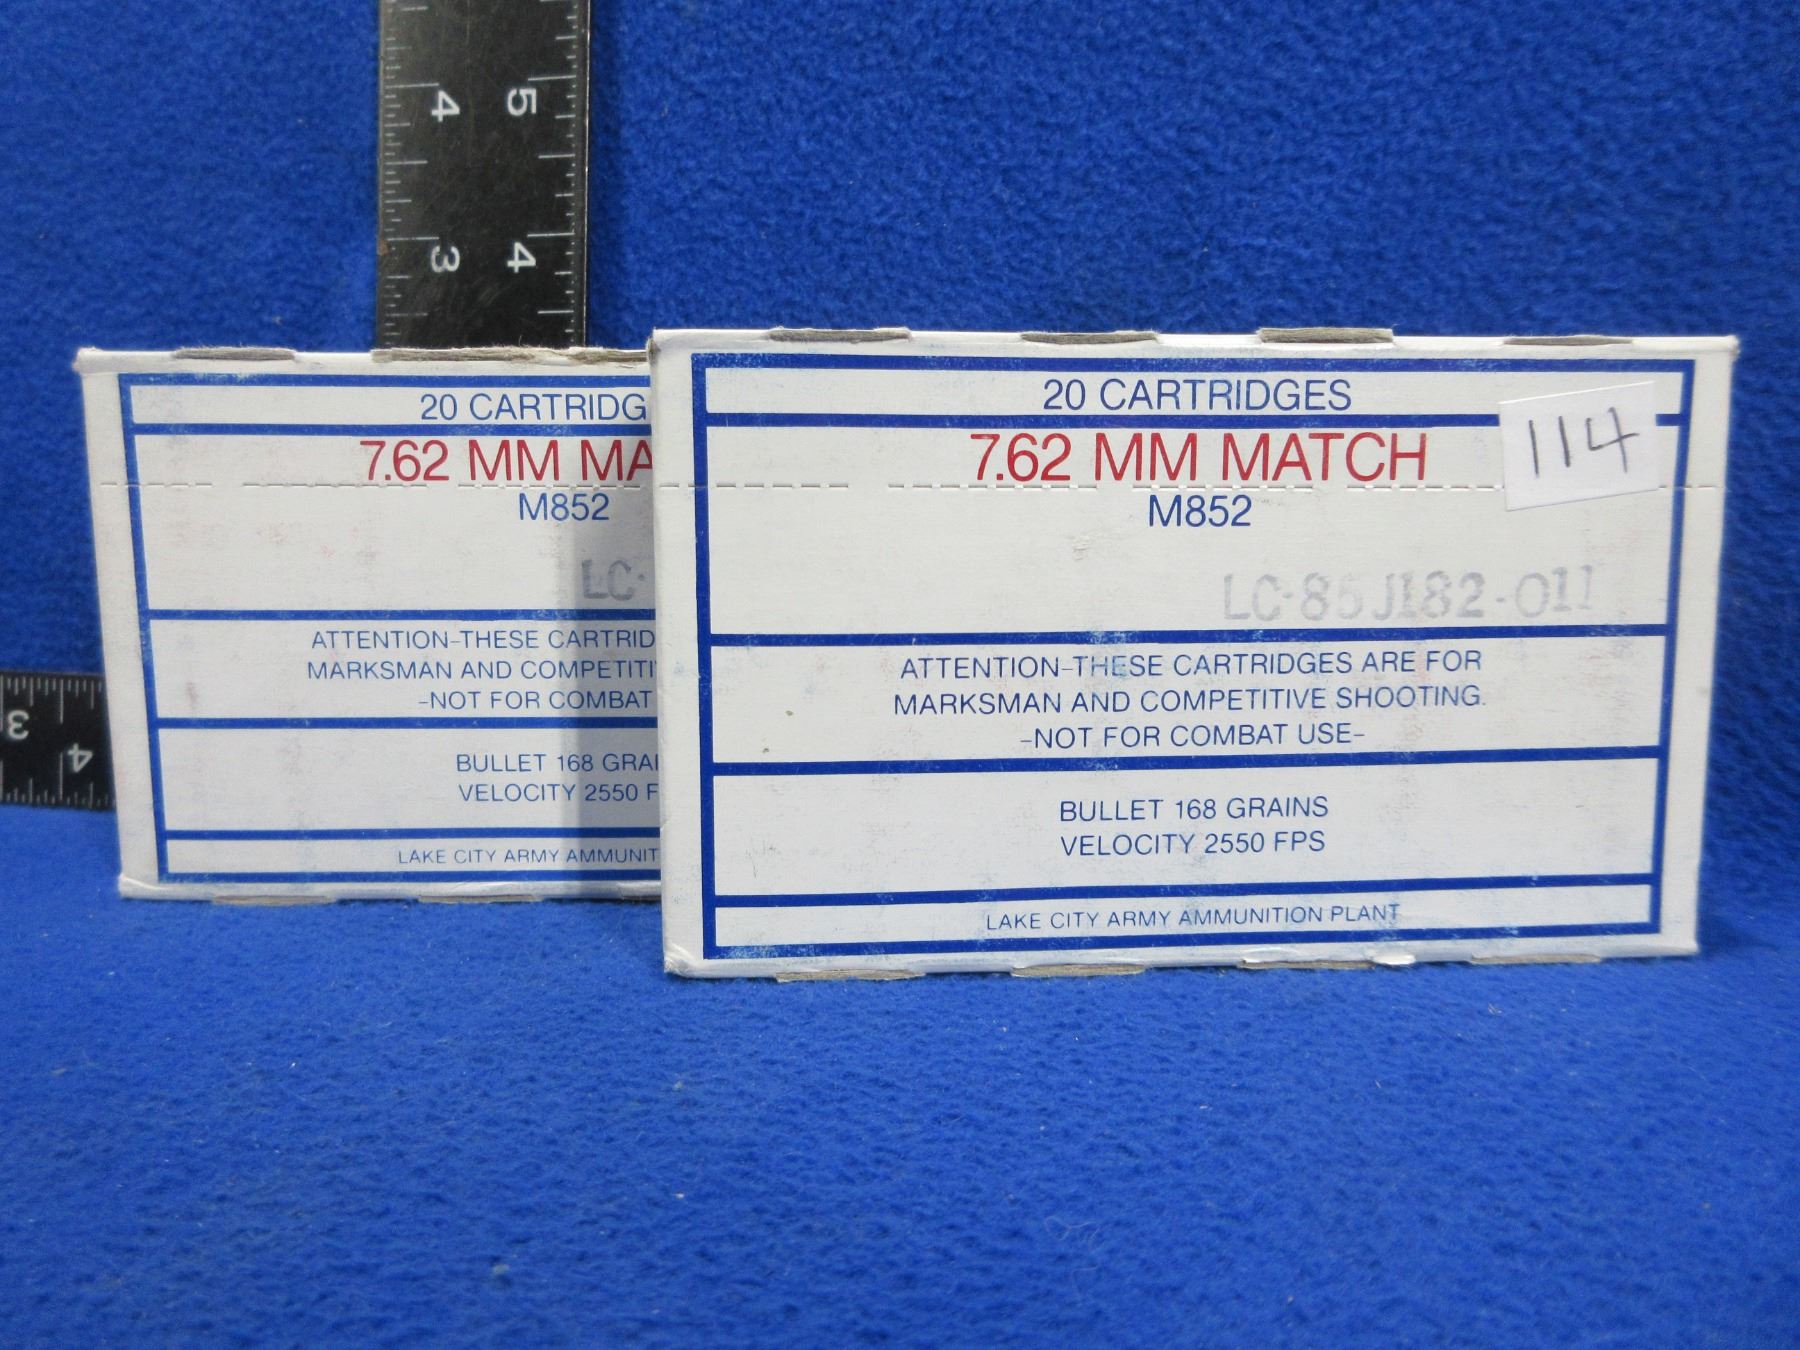 4 5
3 4
3
4
20 CARTRIDG
7.62 MM MA
M852
LC-
ATTENTION-THESE CARTRID
MARKSMAN AND COMPETITI
-NOT FOR COMBAT
BULLET 168 GRAI
VELOCITY 2550 F
LAKE CITY ARMY AMMUNIT
20 CARTRIDGES
114
7.62 MM MATCH
M852
LC-85J182-011
ATTENTION-THESE CARTRIDGES ARE FOR
MARKSMAN AND COMPETITIVE SHOOTING.
-NOT FOR COMBAT USE-
BULLET 168 GRAINS
VELOCITY 2550 FPS
LAKE CITY ARMY AMMUNITION PLANT